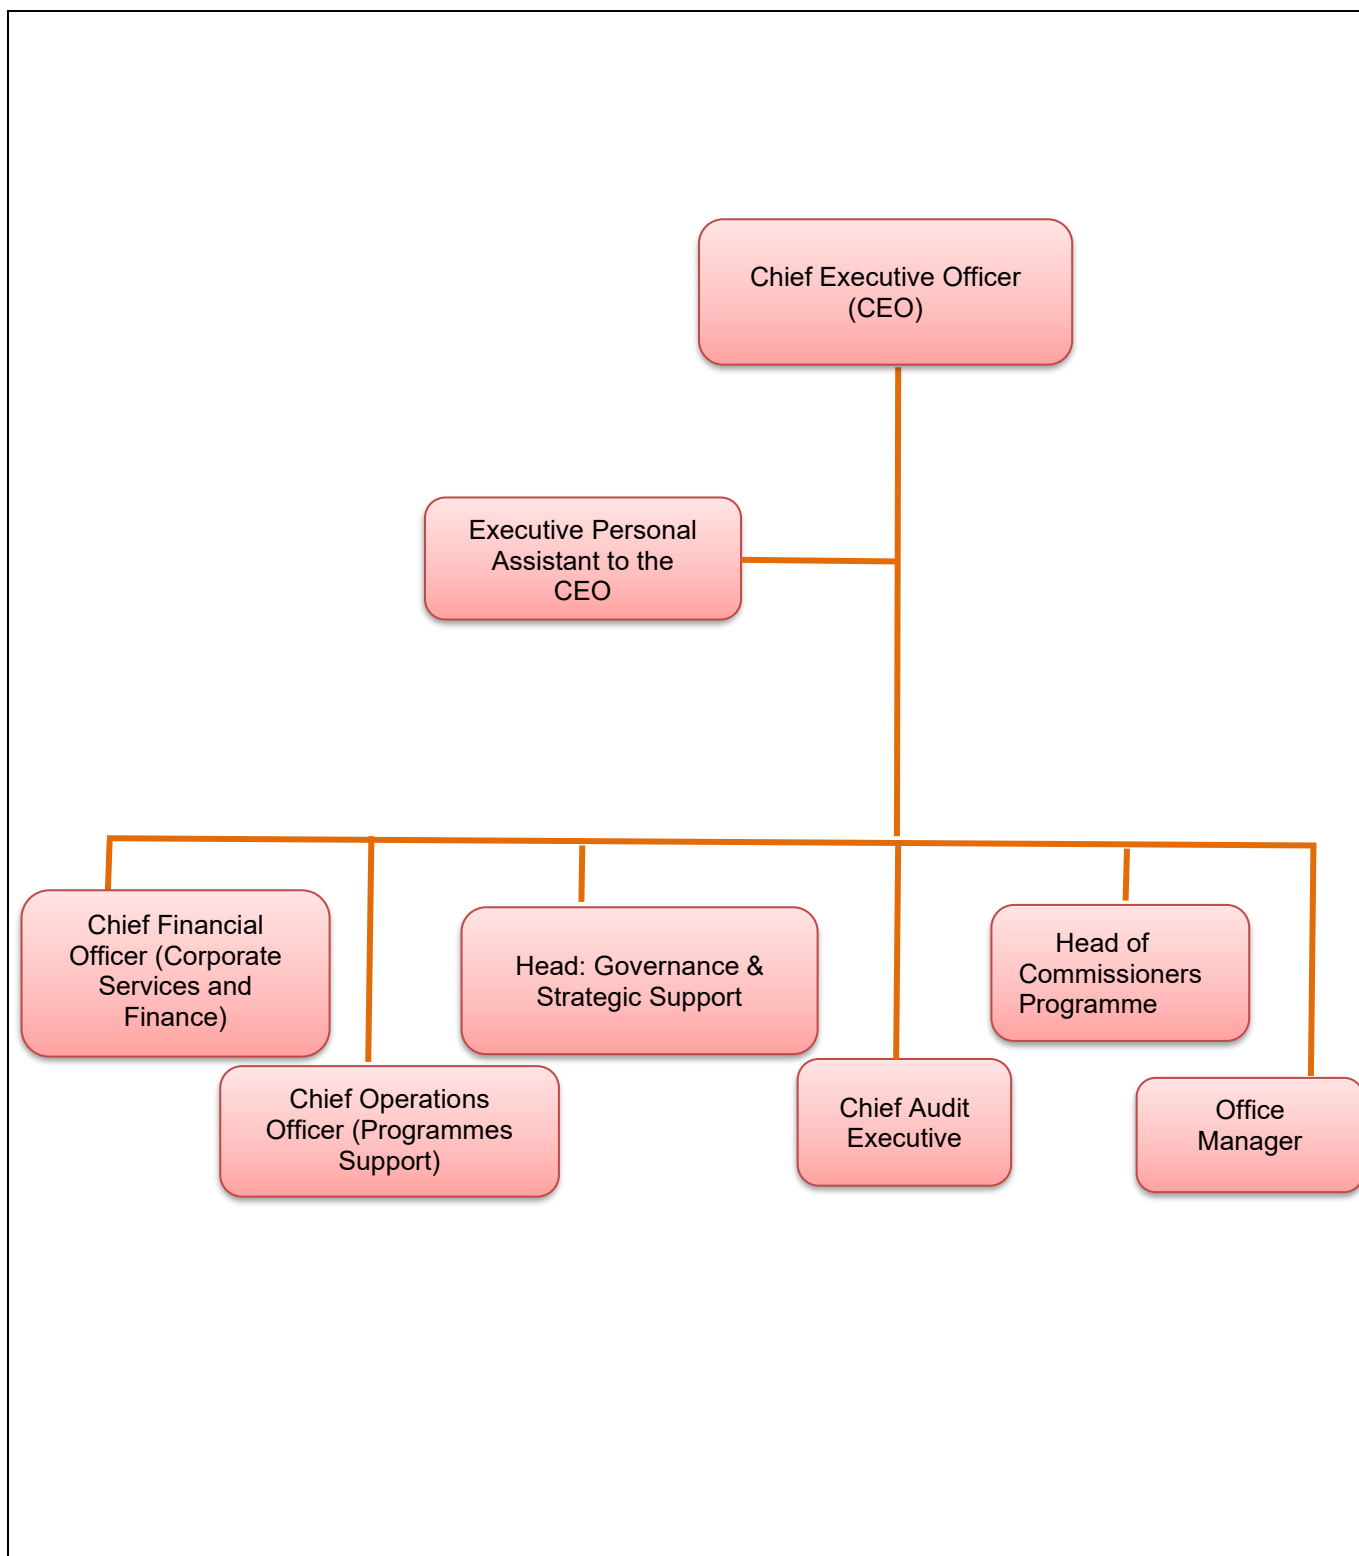 Chief Executive Officer
(CEO)
Executive Personal
Assistant to the
CEO
Chief Financial
Officer (Corporate
Services and
Finance)
Head: Governance &
Strategic Support
Head of
Commissioners
Programme
Chief Operations
Officer (Programmes
Support)
Chief Audit
Executive
Office
Manager